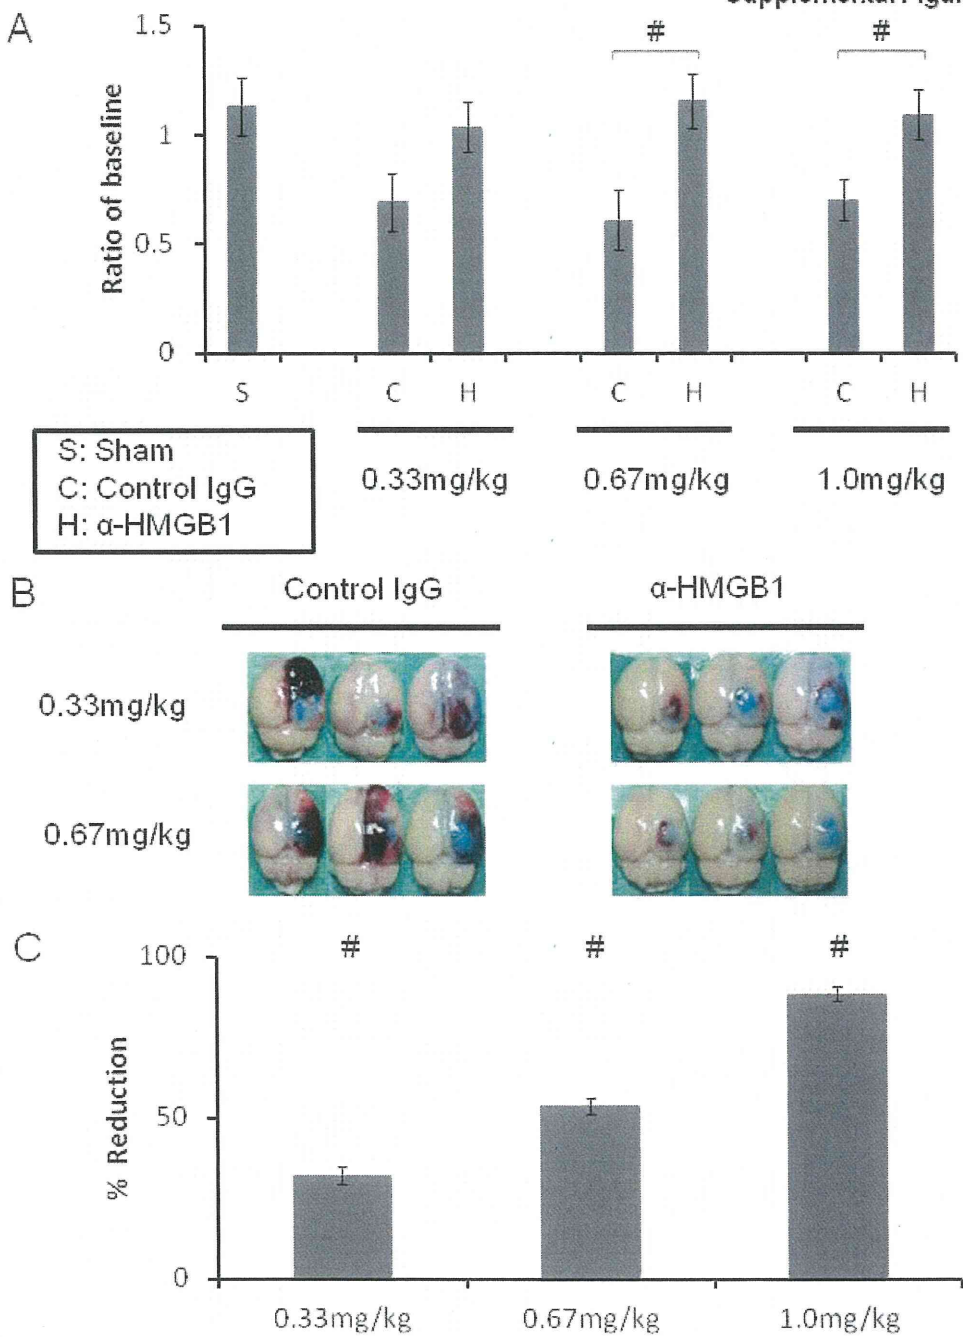 A
1.5
# #
1
0.5
0
Ratio of baseline
S C H C H C H
0.33mg/kg 0.67mg/kg 1.0mg/kg
S: Sham
C: Control IgG
H: α-HMGB1
B
Control IgG α-HMGB1
0.33mg/kg
0.67mg/kg
C
# # #
100
50
0
% Reduction
0.33mg/kg 0.67mg/kg 1.0mg/kg